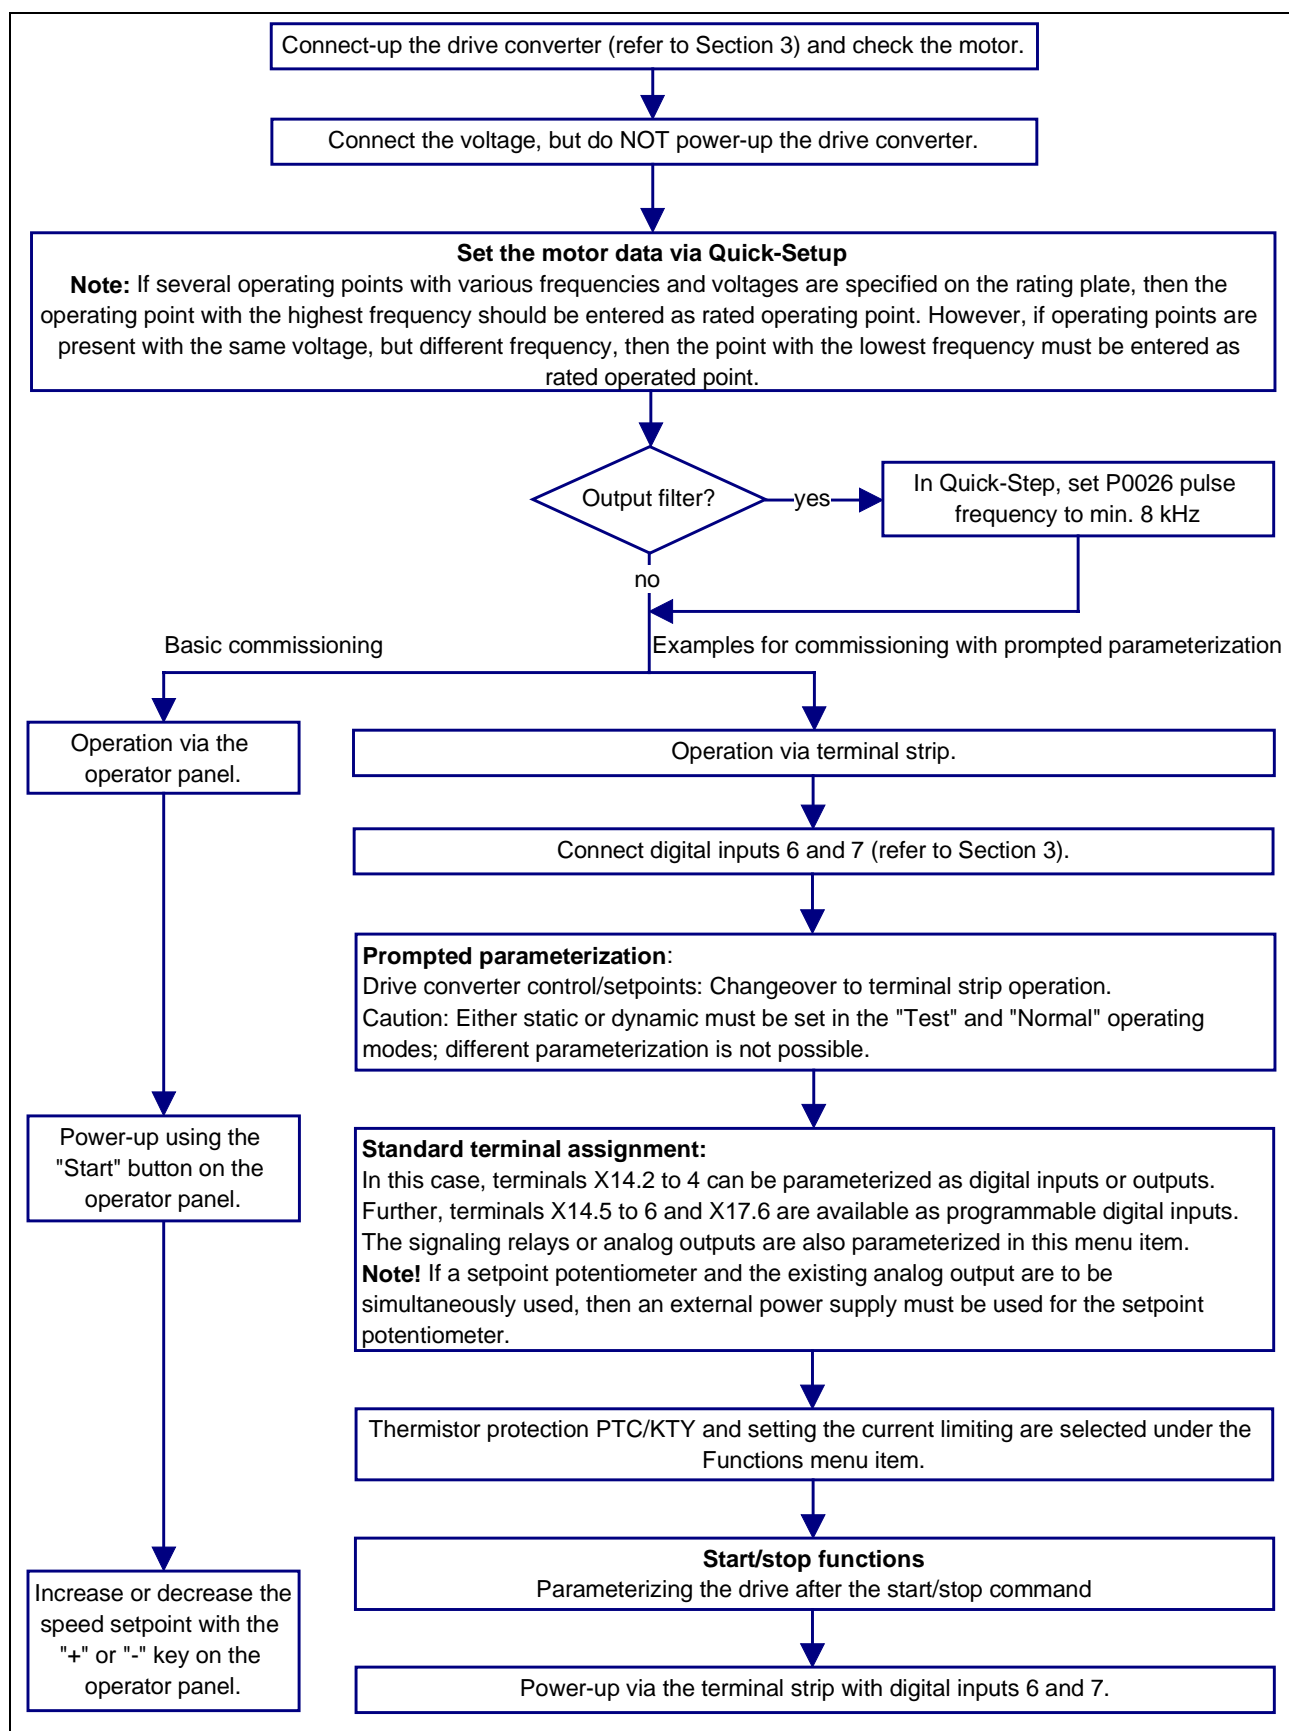 Connect-up the drive converter (refer to Section 3) and check the motor.
Connect the voltage, but do NOT power-up the drive converter.
Set the motor data via Quick-Setup
Note: If several operating points with various frequencies and voltages are specified on the rating plate, then the
operating point with the highest frequency should be entered as rated operating point. However, if operating points are
present with the same voltage, but different frequency, then the point with the lowest frequency must be entered as
rated operated point.
Output filter?
yes
In Quick-Step, set P0026 pulse
frequency to min. 8 kHz
no
Basic commissioning
Examples for commissioning with prompted parameterization
Operation via the
operator panel.
Power-up using the
"Start" button on the
operator panel.
Increase or decrease the
speed setpoint with the
"+" or "-" key on the
operator panel.
Operation via terminal strip.
Connect digital inputs 6 and 7 (refer to Section 3).
Prompted parameterization:
Drive converter control/setpoints: Changeover to terminal strip operation.
Caution: Either static or dynamic must be set in the "Test" and "Normal" operating
modes; different parameterization is not possible.
Standard terminal assignment:
In this case, terminals X14.2 to 4 can be parameterized as digital inputs or outputs.
Further, terminals X14.5 to 6 and X17.6 are available as programmable digital inputs.
The signaling relays or analog outputs are also parameterized in this menu item.
Note! If a setpoint potentiometer and the existing analog output are to be
simultaneously used, then an external power supply must be used for the setpoint
potentiometer.
Thermistor protection PTC/KTY and setting the current limiting are selected under the
Functions menu item.
Start/stop functions
Parameterizing the drive after the start/stop command
Power-up via the terminal strip with digital inputs 6 and 7.